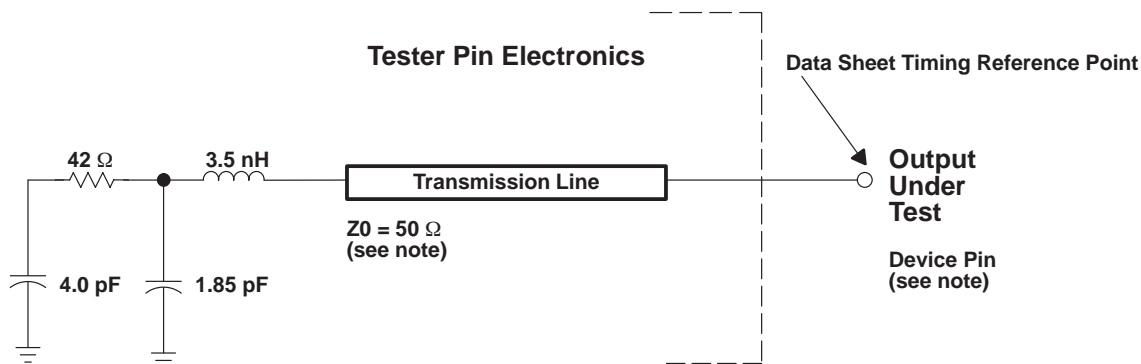 Tester Pin Electronics
Data Sheet Timing Reference Point
42 Ω
3.5 nH
Transmission Line
Output
Under
Test
Z0 = 50 Ω
(see note)
Device Pin
(see note)
4.0 pF
1.85 pF